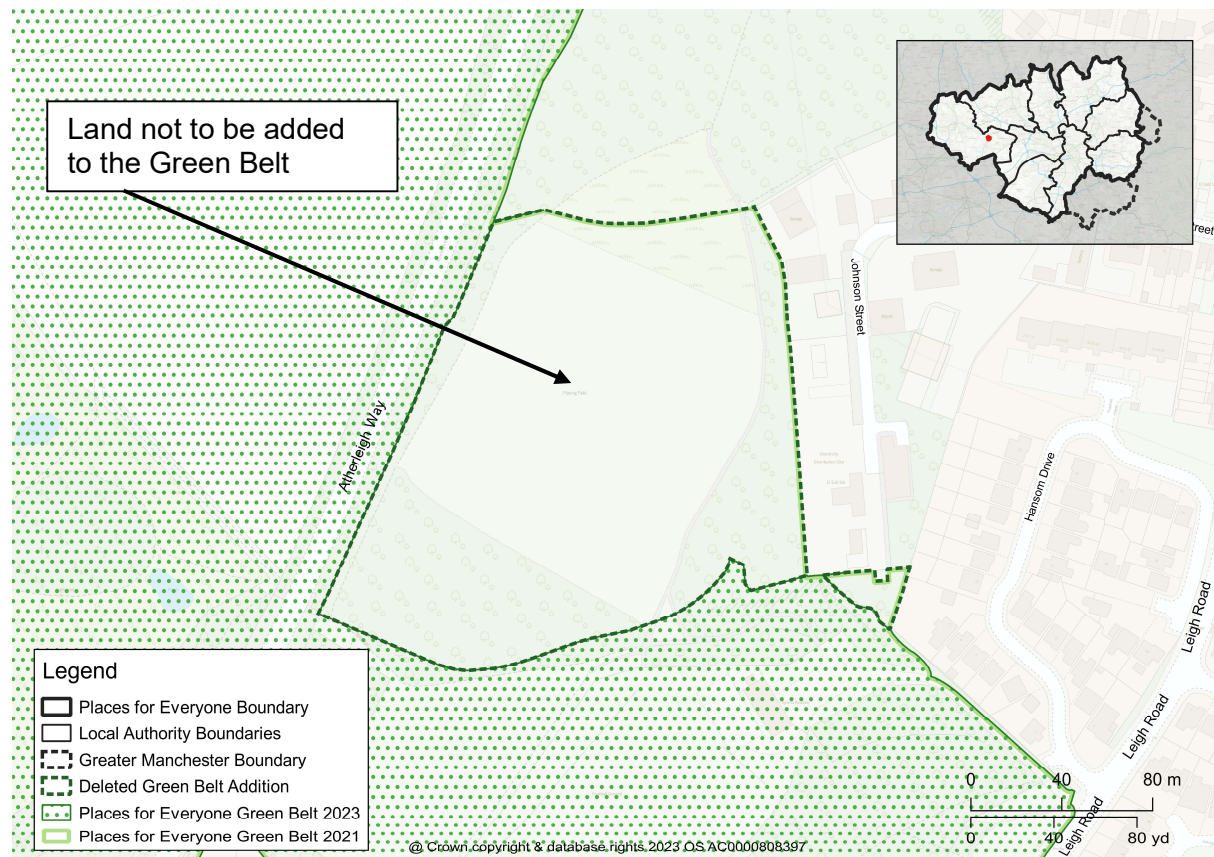 Land not to be added
to the Green Belt
Johnson Street
Atherleigh Way
Playing Field
Hansom Drive
Leigh Road
Leigh Road
Leigh Road
Legend
Places for Everyone Boundary
Local Authority Boundaries
Greater Manchester Boundary
Deleted Green Belt Addition
Places for Everyone Green Belt 2023
Places for Everyone Green Belt 2021
0 40 80 m
0 40 80 yd
@ Crown copyright & database rights 2023 OS AC0000808397